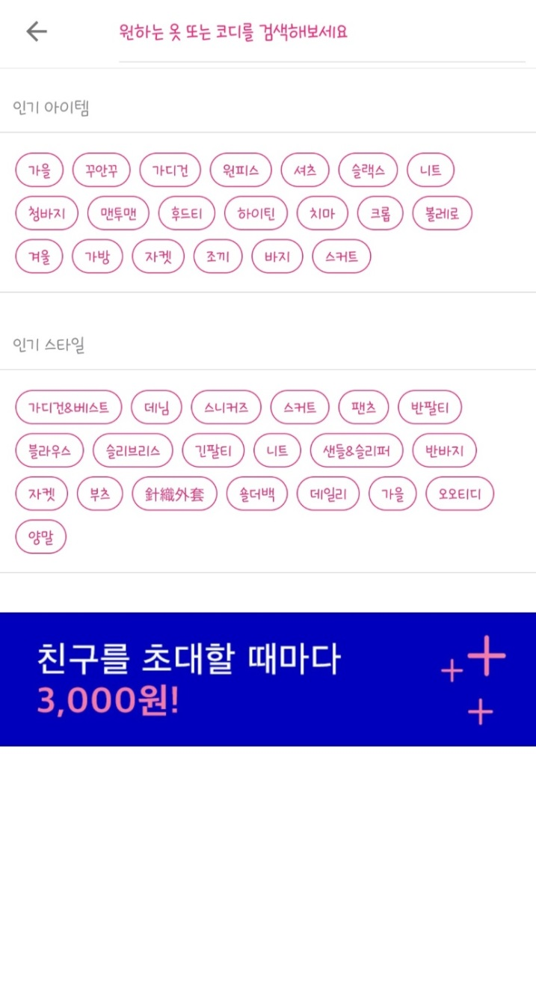 원하는 옷 또는 코디를 검색해보세요
인기 아이템
가을 꾸안꾸 가디건 원피스 셔츠 슬랙스 니트
청바지 맨투맨 후드티 하이틴 치마 크롭 볼레로
겨울 가방 자켓 조끼 바지 스커트
인기 스타일
가디건&베스트 데님 스니커즈 스커트 팬츠 반팔티
블라우스 슬리브리스 긴팔티 니트 샌들&슬리퍼 반바지
자켓 부츠 針織外套 숄더백 데일리 가을 오오티디
양말
친구를 초대할 때마다
3,000원!